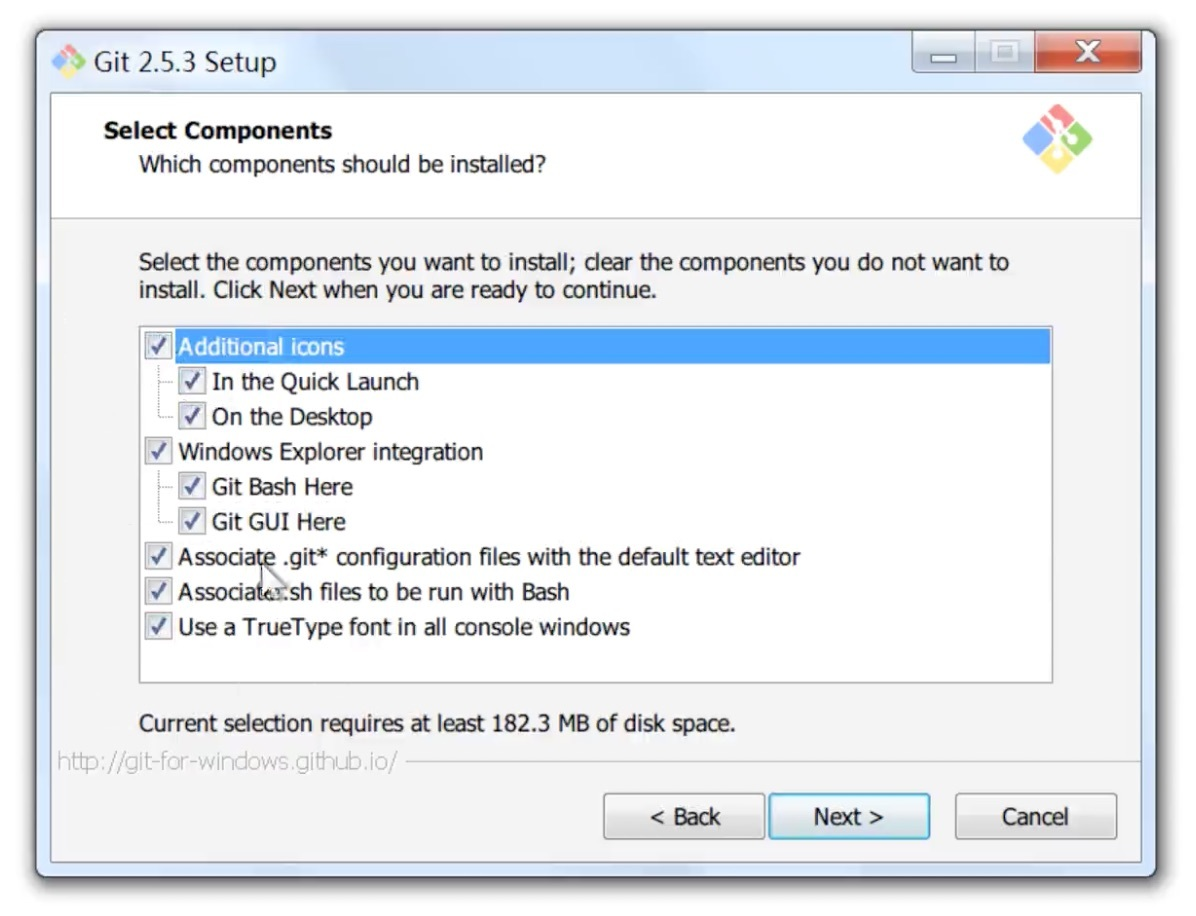 Git 2.5.3 Setup
Select Components
Which components should be installed?
Select the components you want to install; clear the components you do not want to
install. Click Next when you are ready to continue.
Additional icons
In the Quick Launch
On the Desktop
Windows Explorer integration
Git Bash Here
Git GUI Here
Associate .git* configuration files with the default text editor
Associate .sh files to be run with Bash
Use a TrueType font in all console windows
Current selection requires at least 182.3 MB of disk space.
http://git-for-windows.github.io/
< Back
Next >
Cancel